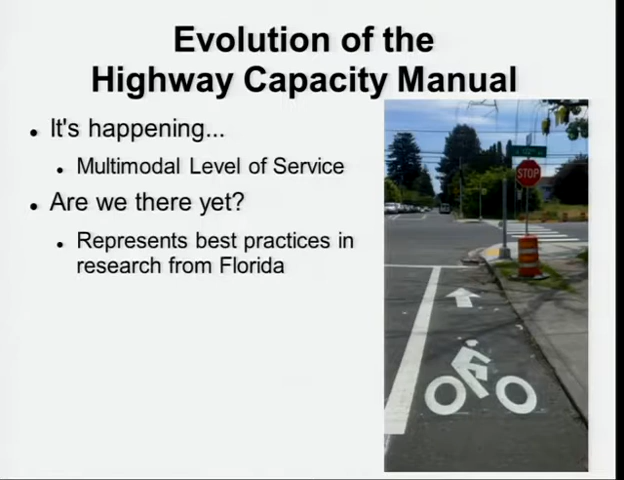 Evolution of the
Highway Capacity Manual
It's happening...
Multimodal Level of Service
Are we there yet?
Represents best practices in
research from Florida
STOP